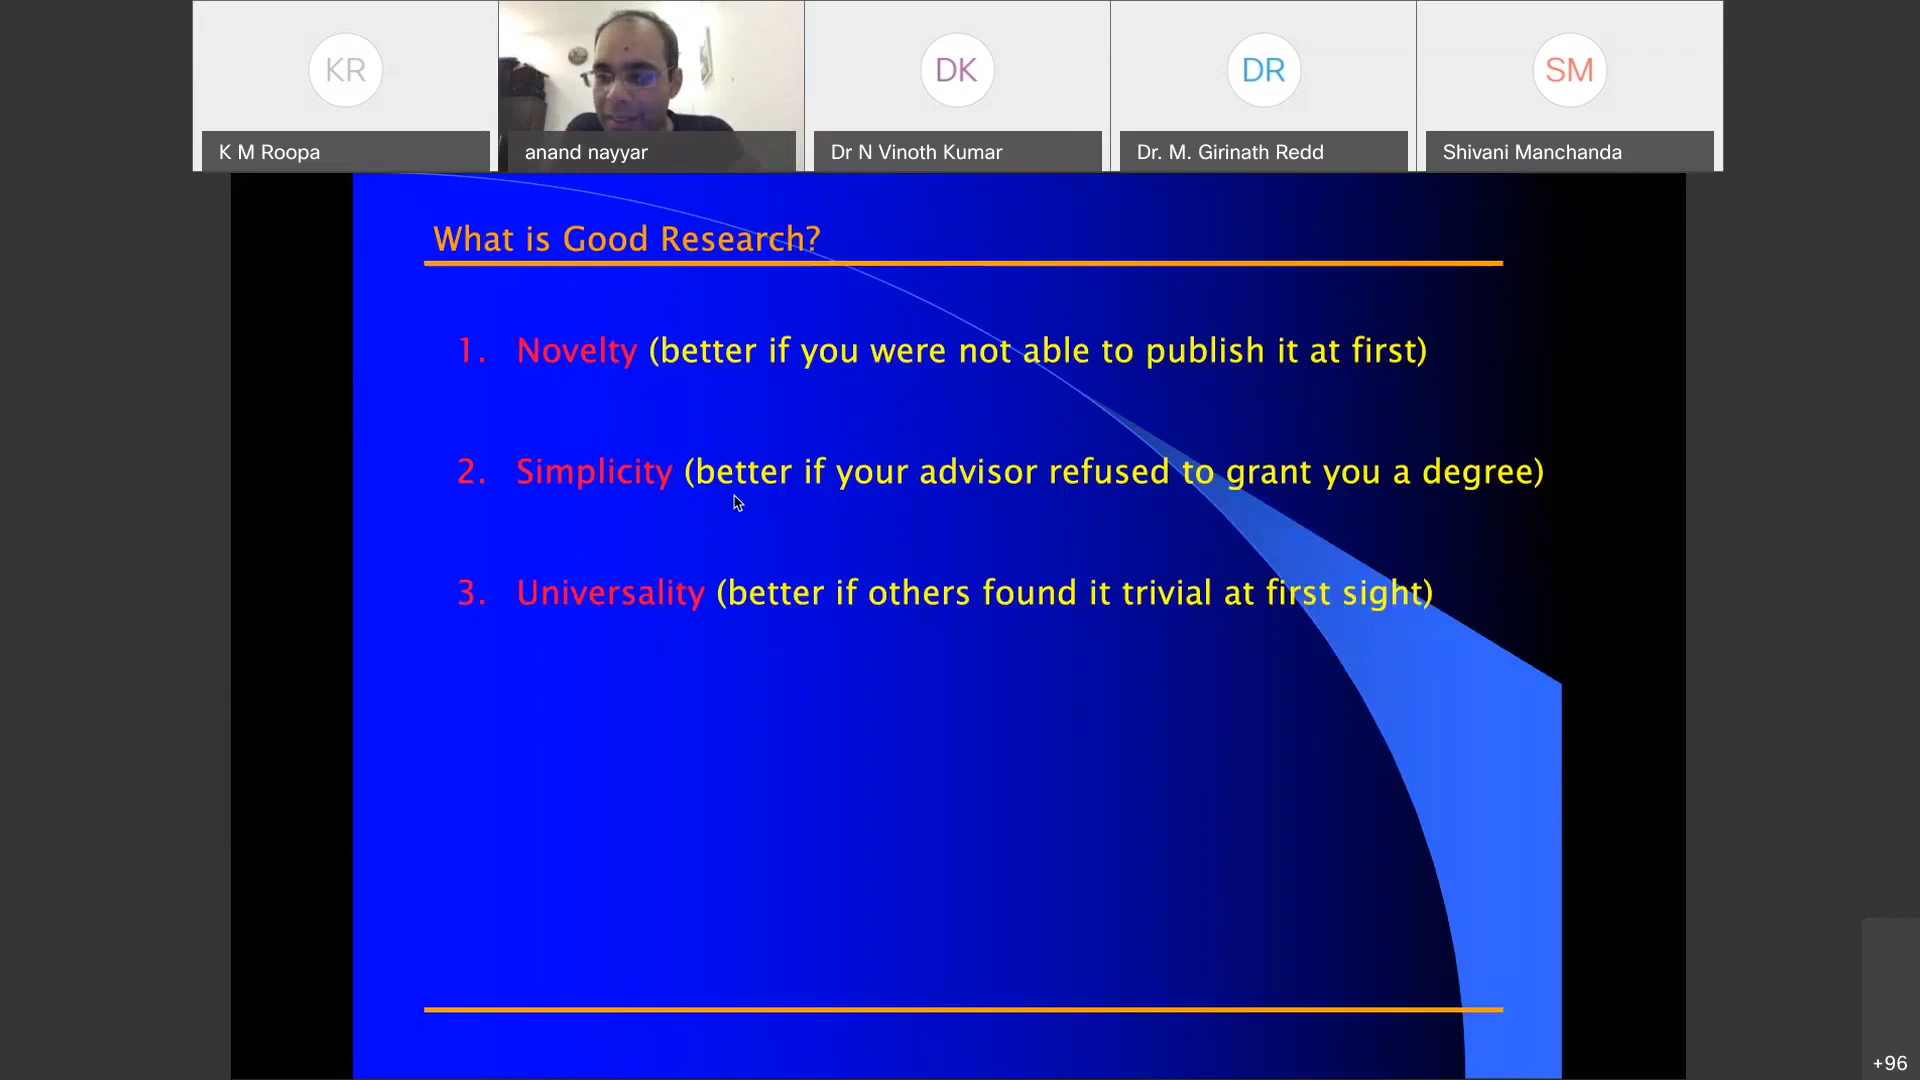 KR
DK
DR
SM
K M Roopa
anand nayyar
Dr N Vinoth Kumar
Dr. M. Girinath Redd
Shivani Manchanda
What is Good Research?
1. Novelty (better if you were not able to publish it at first)
2. Simplicity (better if your advisor refused to grant you a degree)
3. Universality (better if others found it trivial at first sight)
+96